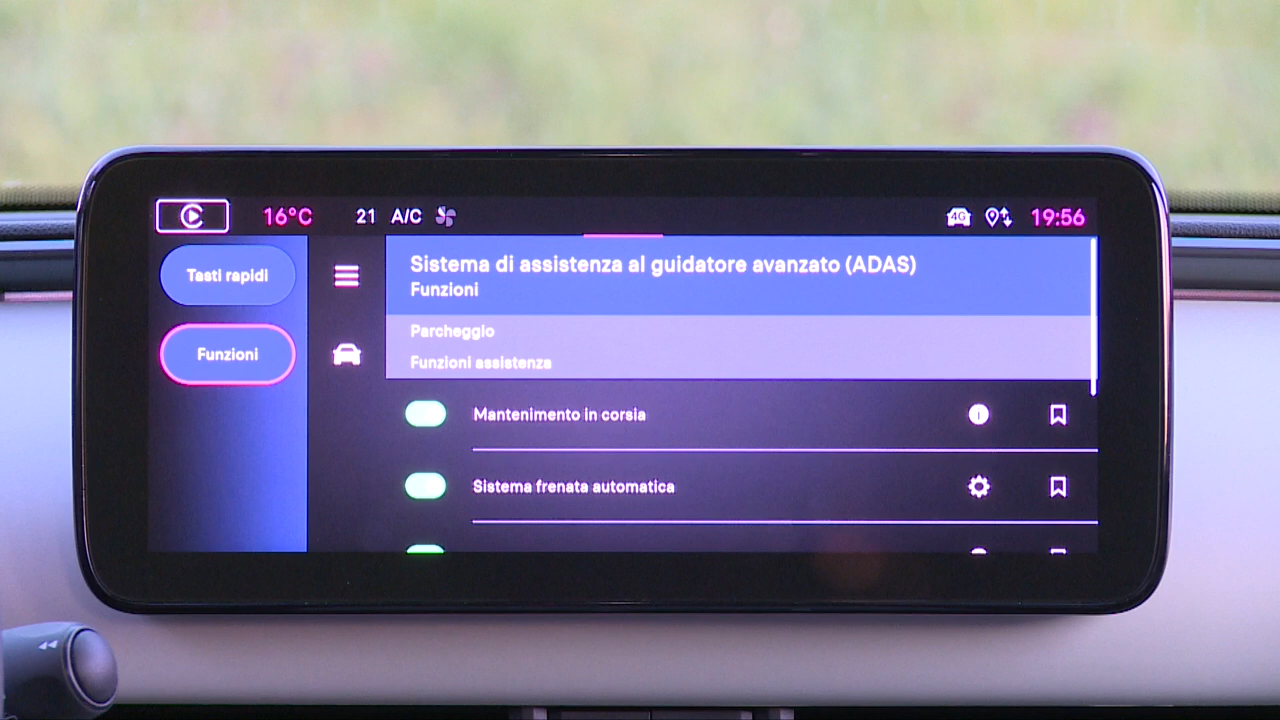 16°C 21 A/C 4G 19:56
Tasti rapidi
Funzioni
Sistema di assistenza al guidatore avanzato (ADAS)
Funzioni
Parcheggio
Funzioni assistenza
Mantenimento in corsia
Sistema frenata automatica